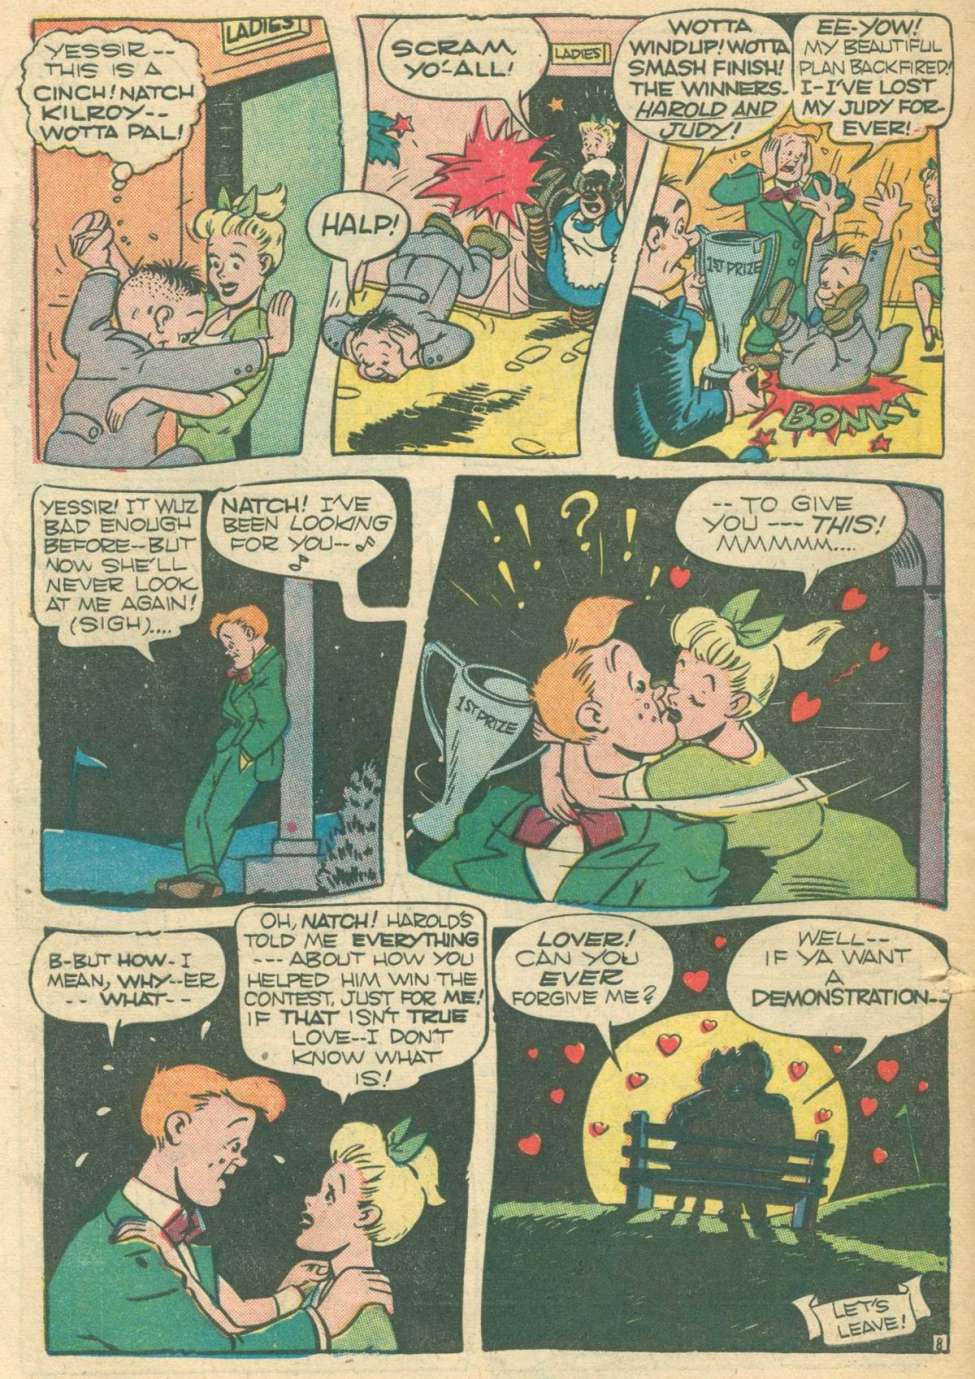 LADIES
YESSIR--
THIS IS A
CINCH! NATCH
KILROY--
WOTTA PAL!
SCRAM,
YO'-ALL!
LADIES
HALP!
WOTTA
WINDUP! WOTTA
SMASH FINISH!
THE WINNERS-
HAROLD AND
JUDY!
EE-YOW!
MY BEAUTIFUL
PLAN BACKFIRED!
I-I'VE LOST
MY JUDY FOR-
EVER!
1ST PRIZE
BONK!
YESSIR! IT WUZ
BAD ENOUGH
BEFORE--BUT
NOW SHE'LL
NEVER LOOK
AT ME AGAIN!
(SIGH)....
NATCH! I'VE
BEEN LOOKING
FOR YOU--
-- TO GIVE
YOU --- THIS!
MMMMM....
! ! ? ! !
1ST PRIZE
B-BUT HOW-I
MEAN, WHY--ER
-- WHAT--
OH, NATCH! HAROLD'S
TOLD ME EVERYTHING
--- ABOUT HOW YOU
HELPED HIM WIN THE
CONTEST, JUST FOR ME!
IF THAT ISN'T TRUE
LOVE--I DON'T
KNOW WHAT
IS!
LOVER!
CAN YOU
EVER
FORGIVE ME?
WELL--
IF YA WANT
A
DEMONSTRATION--
LET'S
LEAVE!
8